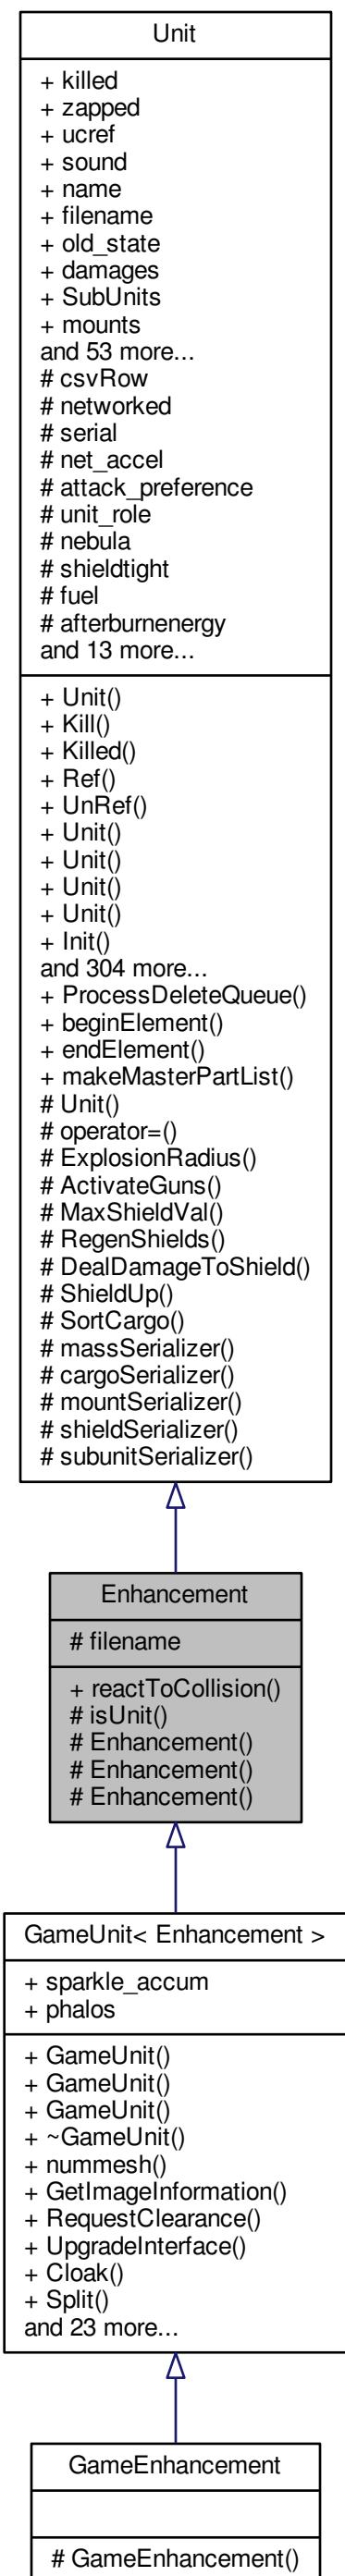 Unit
+ killed
+ zapped
+ ucref
+ sound
+ name
+ filename
+ old_state
+ damages
+ SubUnits
+ mounts
and 53 more...
# csvRow
# networked
# serial
# net_accel
# attack_preference
# unit_role
# nebula
# shieldtight
# fuel
# afterburnenergy
and 13 more...
+ Unit()
+ Kill()
+ Killed()
+ Ref()
+ UnRef()
+ Unit()
+ Unit()
+ Unit()
+ Unit()
+ Init()
and 304 more...
+ ProcessDeleteQueue()
+ beginElement()
+ endElement()
+ makeMasterPartList()
# Unit()
# operator=()
# ExplosionRadius()
# ActivateGuns()
# MaxShieldVal()
# RegenShields()
# DealDamageToShield()
# ShieldUp()
# SortCargo()
# massSerializer()
# cargoSerializer()
# mountSerializer()
# shieldSerializer()
# subunitSerializer()
Enhancement
# filename
+ reactToCollision()
# isUnit()
# Enhancement()
# Enhancement()
# Enhancement()
GameUnit< Enhancement >
+ sparkle_accum
+ phalos
+ GameUnit()
+ GameUnit()
+ GameUnit()
+ ~GameUnit()
+ nummesh()
+ GetImageInformation()
+ RequestClearance()
+ UpgradeInterface()
+ Cloak()
+ Split()
and 23 more...
GameEnhancement
# GameEnhancement()